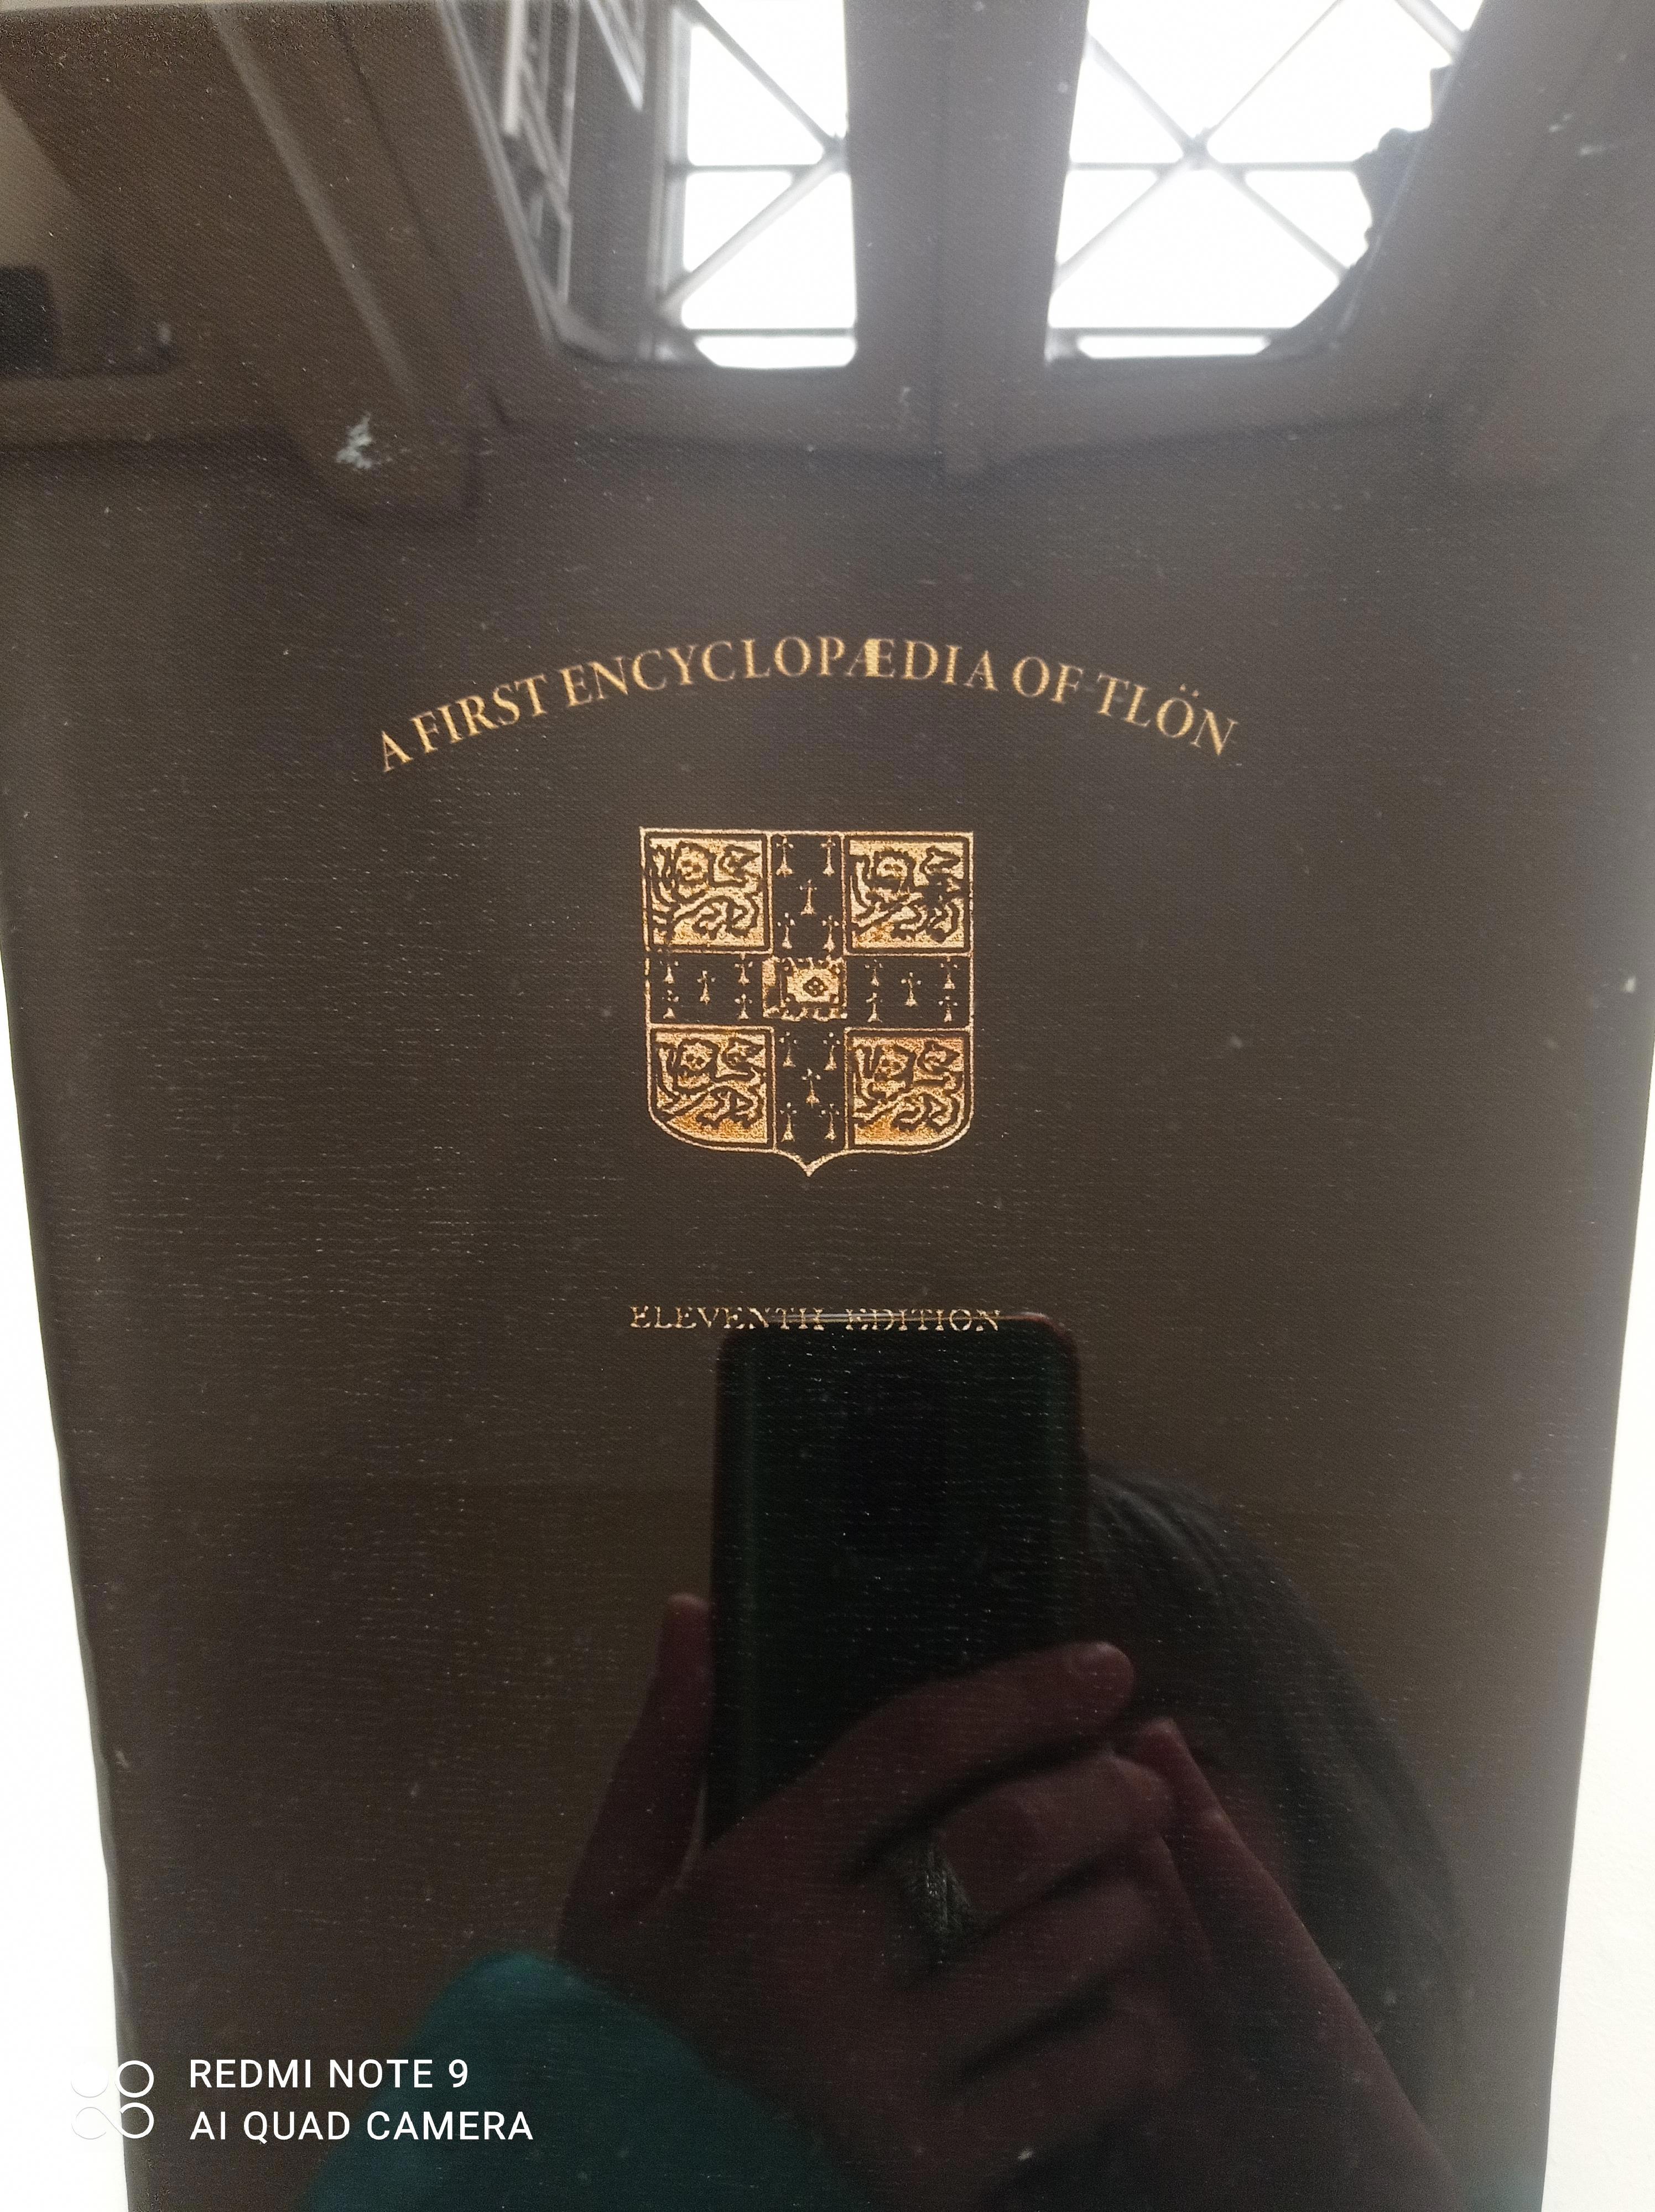 A FIRST ENCYCLOPÆDIA OF TLÖN
ELEVENTH EDITION
REDMI NOTE 9
AI QUAD CAMERA